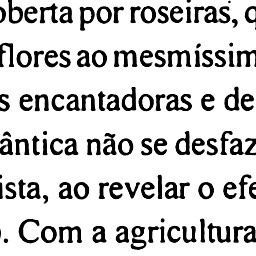 oberta por roseiras, q
flores ao mesmíssim
s encantadoras e de
ântica não se desfaz
ista, ao revelar o efe
. Com a agricultura